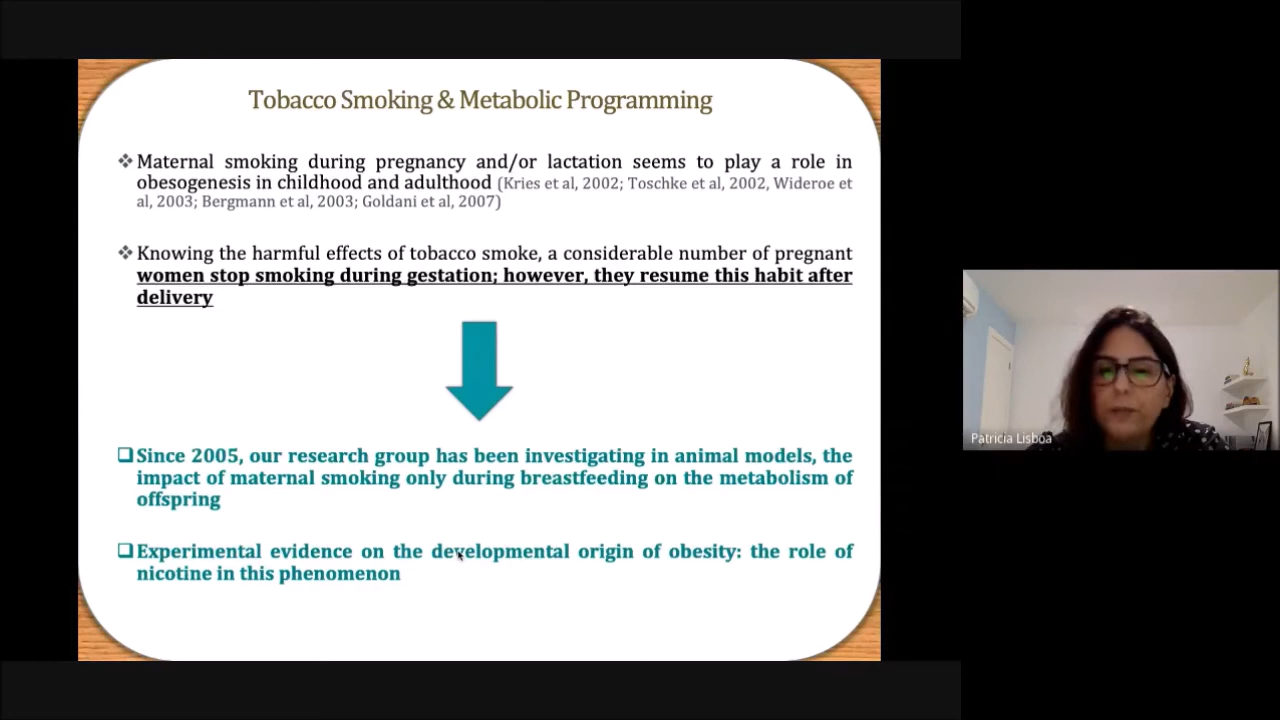 Tobacco Smoking & Metabolic Programming
❖Maternal smoking during pregnancy and/or lactation seems to play a role in
obesogenesis in childhood and adulthood (Kries et al, 2002; Toschke et al, 2002, Wideroe et
al, 2003; Bergmann et al, 2003; Goldani et al, 2007)
❖Knowing the harmful effects of tobacco smoke, a considerable number of pregnant
women stop smoking during gestation; however, they resume this habit after
delivery
❑Since 2005, our research group has been investigating in animal models, the
impact of maternal smoking only during breastfeeding on the metabolism of
offspring
❑Experimental evidence on the developmental origin of obesity: the role of
nicotine in this phenomenon
Patricia Lisboa